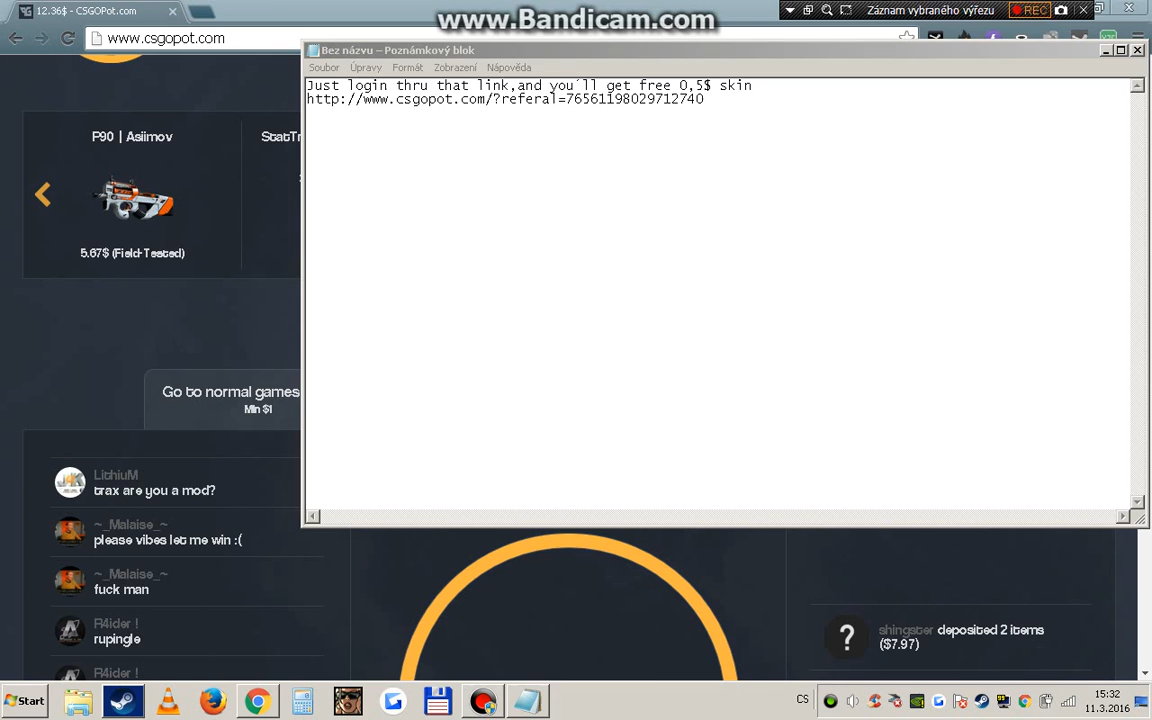 www.Bandicam.com
12.36$ - CSGOPot.com
Záznam vybraného výřezu
REC
www.csgopot.com
Bez názvu – Poznámkový blok
Soubor Úpravy Formát Zobrazení Nápověda
Just login thru that link,and you´ll get free 0,5$ skin
http://www.csgopot.com/?referal=76561198029712740
P90 | Asiimov
StatTr
5.67$ (Field-Tested)
Go to normal games
Min $1
LithiuM
trax are you a mod?
~_Malaise_~
please vibes let me win :(
~_Malaise_~
fuck man
R4ider !
rupingle
R4ider !
shingster deposited 2 items
($7.97)
Start
CS
15:32
11.3.2016